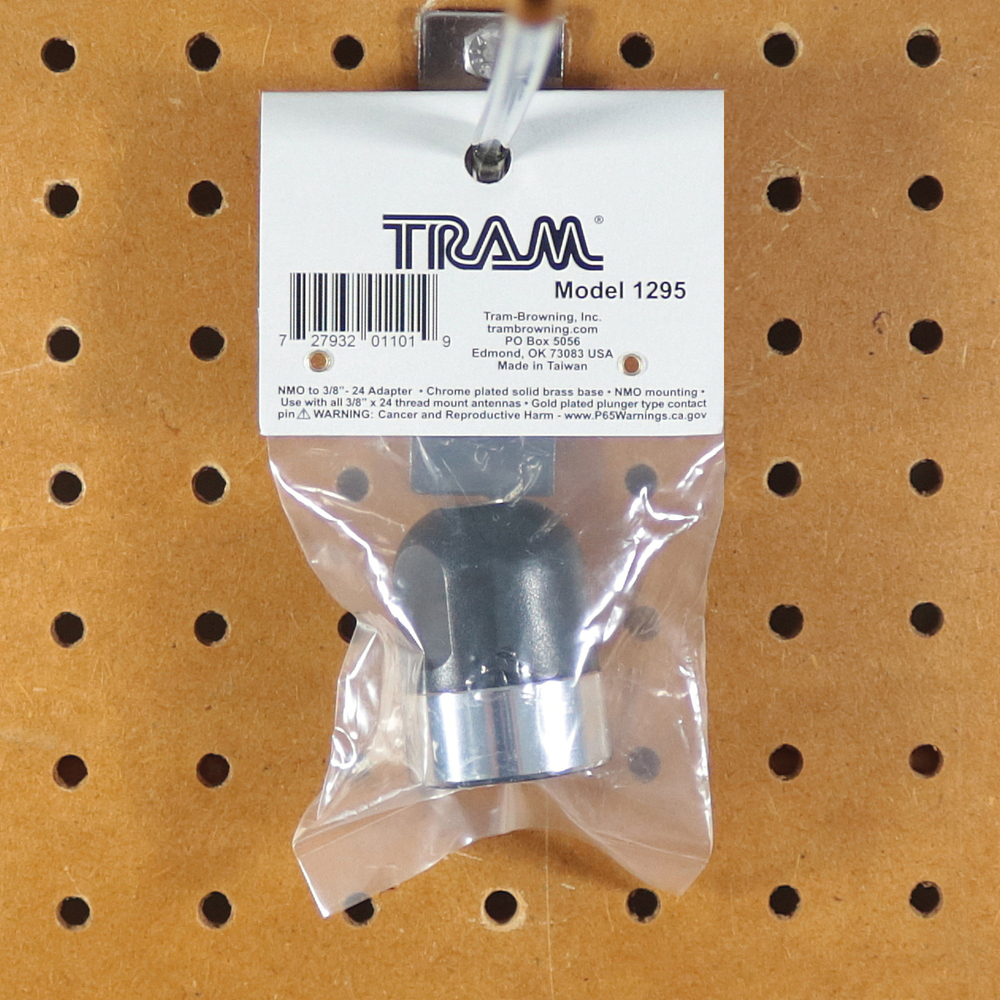 TRAM®
Model 1295
7 27932 01101 9
Tram-Browning, Inc.
trambrowning.com
PO Box 5056
Edmond, OK 73083 USA
Made in Taiwan
NMO to 3/8"- 24 Adapter • Chrome plated solid brass base • NMO mounting •
Use with all 3/8" x 24 thread mount antennas • Gold plated plunger type contact
pin ⚠ WARNING: Cancer and Reproductive Harm - www.P65Warnings.ca.gov